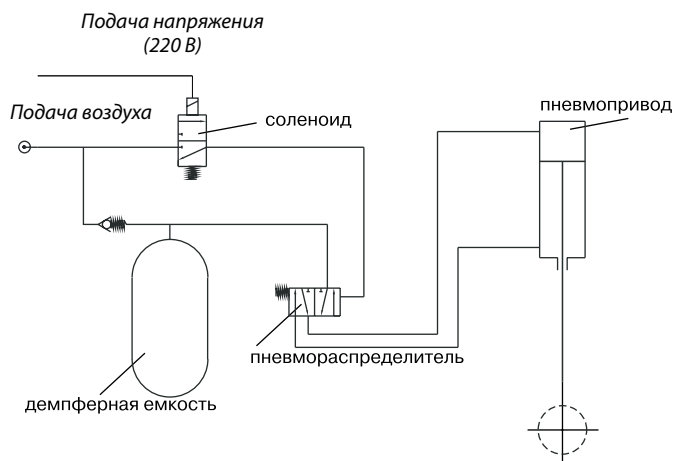 Подача напряжения
(220 В)
Подача воздуха
соленоид
пневмопривод
пневмораспределитель
демпферная емкость